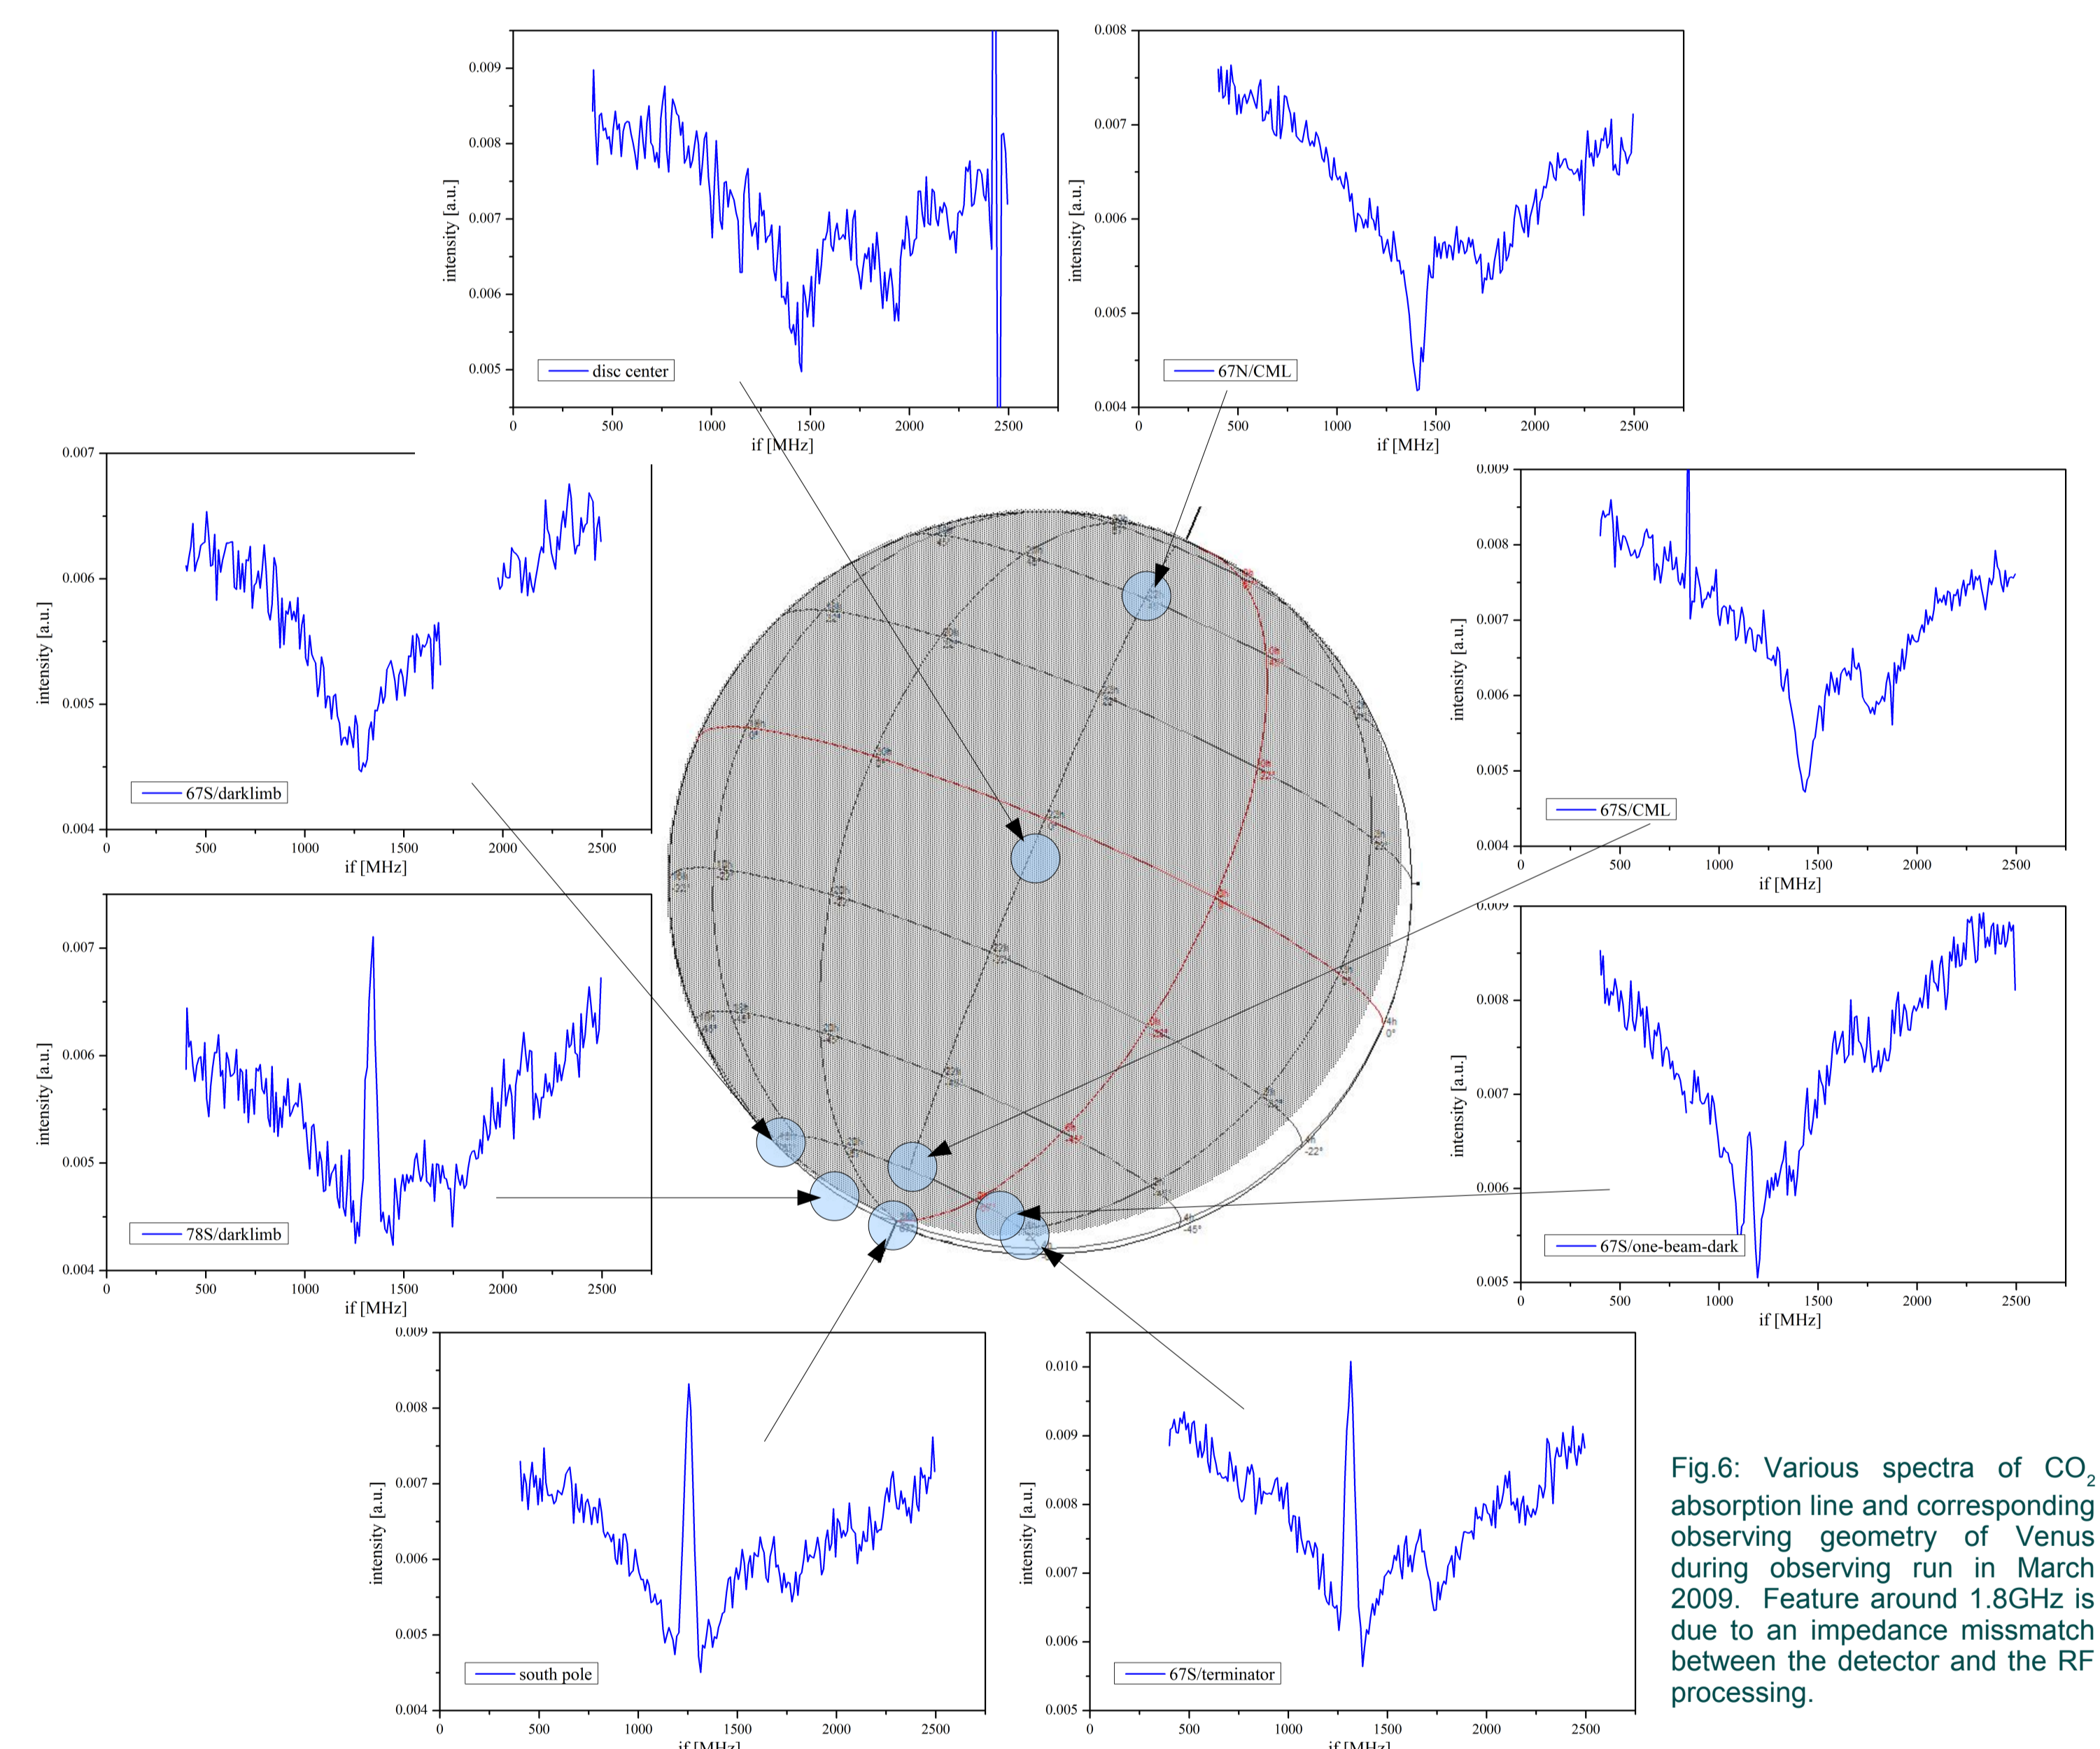 0.009
0.008
0.007
0.006
0.005
intensity [a.u.]
disc center
0
500
1000
1500
2000
2500
if [MHz]
0.008
0.007
0.006
0.005
0.004
intensity [a.u.]
67N/CML
0
500
1000
1500
2000
2500
if [MHz]
0.007
0.006
0.005
0.004
intensity [a.u.]
67S/darklimb
0
500
1000
1500
2000
2500
if [MHz]
0.009
0.008
0.007
0.006
0.005
0.004
intensity [a.u.]
67S/CML
0
500
1000
1500
2000
2500
if [MHz]
0.007
0.006
0.005
0.004
intensity [a.u.]
78S/darklimb
0
500
1000
1500
2000
2500
if [MHz]
0.009
0.008
0.007
0.006
0.005
intensity [a.u.]
67S/one-beam-dark
0
500
1000
1500
2000
2500
if [MHz]
4h
0°
4h
-22°
4h
-45°
0.009
0.008
0.007
0.006
0.005
0.004
intensity [a.u.]
south pole
0
500
1000
1500
2000
2500
if [MHz]
0.010
0.009
0.008
0.007
0.006
0.005
intensity [a.u.]
67S/terminator
0
500
1000
1500
2000
2500
if [MHz]
Fig.6: Various spectra of CO2
absorption line and corresponding
observing geometry of Venus
during observing run in March
2009. Feature around 1.8GHz is
due to an impedance missmatch
between the detector and the RF
processing.